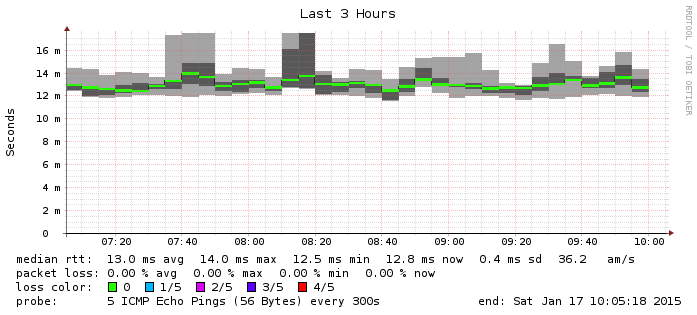 Last 3 Hours
RRDTOOL / TOBI OETIKER
Seconds
16 m
14 m
12 m
10 m
8 m
6 m
4 m
2 m
0
07:20 07:40 08:00 08:20 08:40 09:00 09:20 09:40 10:00
median rtt: 13.0 ms avg 14.0 ms max 12.5 ms min 12.8 ms now 0.4 ms sd 36.2 am/s
packet loss: 0.00 % avg 0.00 % max 0.00 % min 0.00 % now
loss color: 0 1/5 2/5 3/5 4/5
probe: 5 ICMP Echo Pings (56 Bytes) every 300s end: Sat Jan 17 10:05:18 2015